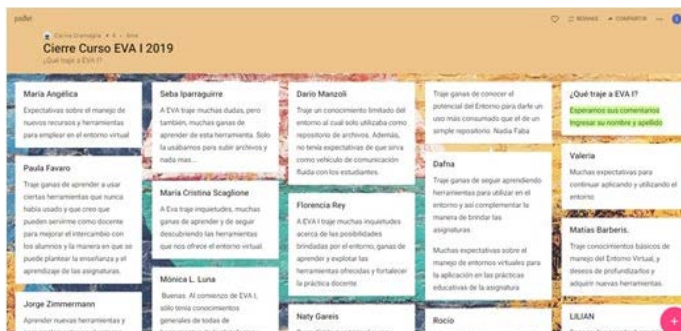 padlet
REHACER
COMPARTIR
Cierre Curso EVA I 2019
¿Qué traje a EVA I?
María Angélica
Expectativas sobre el manejo de
nuevos recursos y herramientas
para emplear en el entorno virtual
Paula Favaro
Traje ganas de aprender a usar
ciertas herramientas que nunca
había usado y que creo que
pueden servirme como docente
para mejorar el intercambio con
los alumnos y la manera en que se
puede plantear la enseñanza y el
aprendizaje de las asignaturas.
Jorge Zimmermann
Aprender nuevas herramientas y
Seba Iparraguirre
A EVA traje muchas dudas, pero
también, muchas ganas de
aprender de esta herramienta. Solo
la usábamos para subir archivos y
nada mas...
María Cristina Scaglione
A Eva traje inquietudes, muchas
ganas de aprender y de seguir
descubriendo las herramientas
que nos ofrece el entorno virtual.
Mónica L. Luna
Buenas. Al comienzo de EVA I,
sólo tenía conocimientos
generales de todas de
Darío Manzoli
Traje un conocimiento limitado del
entorno al cual solo utilizaba como
repositorio de archivos. Además,
no tenía expectativas de que sirva
como vehículo de comunicación
fluida con los estudiantes.
Florencia Rey
A EVA I traje muchas inquietudes
acerca de las posibilidades
brindadas por el entorno, ganas de
aprender y explotar las
herramientas ofrecidas y fortalecer
la práctica docente
Naty Gareis
Traje ganas de conocer el
potencial del Entorno para darle un
uso más consumado que el de un
simple repositorio. Nadia Faba
Dafna
Traje ganas de seguir aprendiendo
herramientas para utilizar en el
entorno y así complementar la
manera de brindar las
asignaturas.
Muchas expectativas sobre el
manejo de entornos virtuales para
la aplicación en las prácticas
educativas de la asignatura
Rocío
¿Qué traje a EVA I?
Esperamos sus comentarios
Ingresar su nombre y apellido
Valeria
Muchas expectativas para
continuar aplicando y utilizando el
entorno
Matías Barberis.
Traje conocimientos básicos de
manejo del Entorno Virtual, y
deseos de profundizarlos y
adquirir nuevas herramientas.
LILIAN